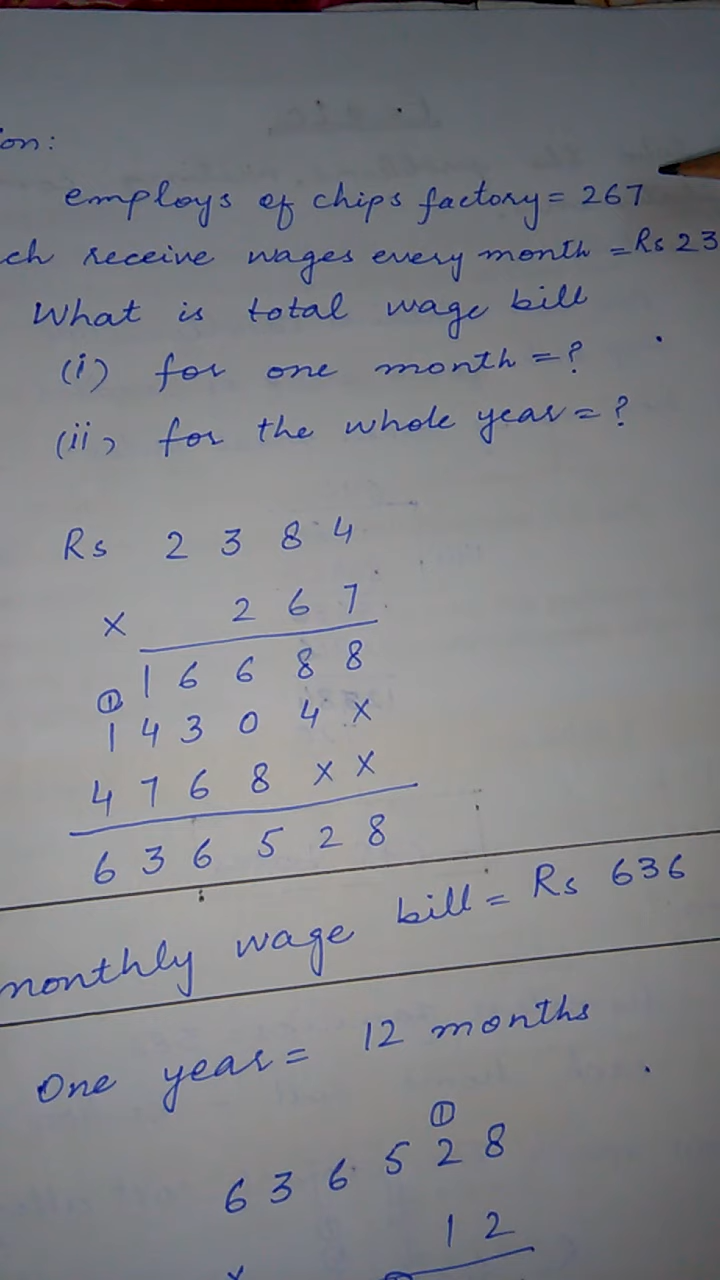 on:
employs of chips factory = 267
ch receive wages every month = Rs 23
What is total wage bill
(i) for one month = ?
(ii) for the whole year = ?
Rs 2 3 8 4
x 2 6 7
1 6 6 8 8
①
1 4 3 0 4 x
4 7 6 8 x x
6 3 6 5 2 8
monthly wage bill = Rs 636
One year = 12 months
①
6 3 6 5 2 8
1 2
x